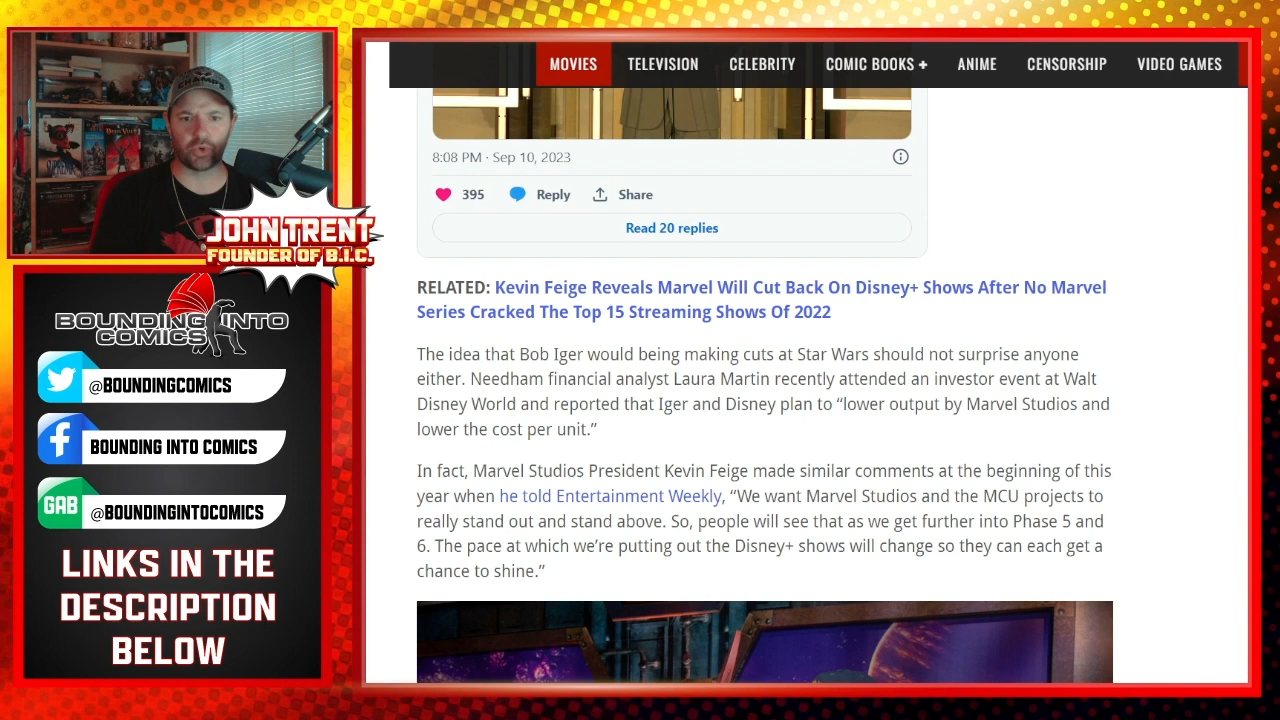 MOVIES TELEVISION CELEBRITY COMIC BOOKS + ANIME CENSORSHIP VIDEO GAMES
8:08 PM · Sep 10, 2023
395 Reply Share
Read 20 replies
RELATED: Kevin Feige Reveals Marvel Will Cut Back On Disney+ Shows After No Marvel
Series Cracked The Top 15 Streaming Shows Of 2022
The idea that Bob Iger would being making cuts at Star Wars should not surprise anyone
either. Needham financial analyst Laura Martin recently attended an investor event at Walt
Disney World and reported that Iger and Disney plan to “lower output by Marvel Studios and
lower the cost per unit.”
In fact, Marvel Studios President Kevin Feige made similar comments at the beginning of this
year when he told Entertainment Weekly, “We want Marvel Studios and the MCU projects to
really stand out and stand above. So, people will see that as we get further into Phase 5 and
6. The pace at which we’re putting out the Disney+ shows will change so they can each get a
chance to shine.”
JOHN TRENT
FOUNDER OF B.I.C.
BOUNDING INTO
COMICS
@BOUNDINGCOMICS
BOUNDING INTO COMICS
GAB @BOUNDINGINTOCOMICS
LINKS IN THE
DESCRIPTION
BELOW